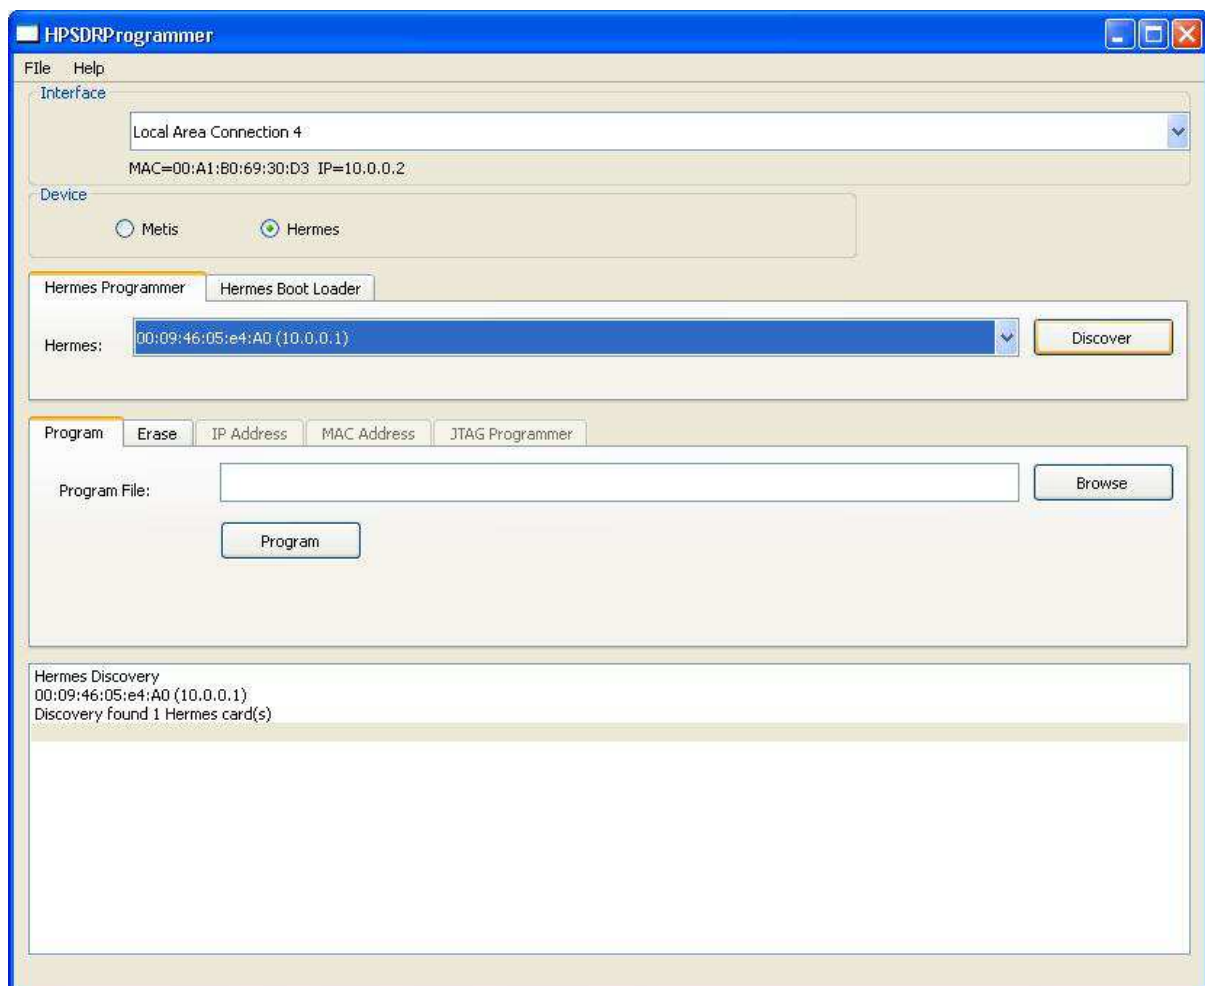 HPSDRProgrammer
FIle Help
Interface
Local Area Connection 4
MAC=00:A1:B0:69:30:D3 IP=10.0.0.2
Device
Metis Hermes
Hermes Programmer Hermes Boot Loader
Hermes: 00:09:46:05:e4:A0 (10.0.0.1) Discover
Program Erase IP Address MAC Address JTAG Programmer
Program File: Browse
Program
Hermes Discovery
00:09:46:05:e4:A0 (10.0.0.1)
Discovery found 1 Hermes card(s)